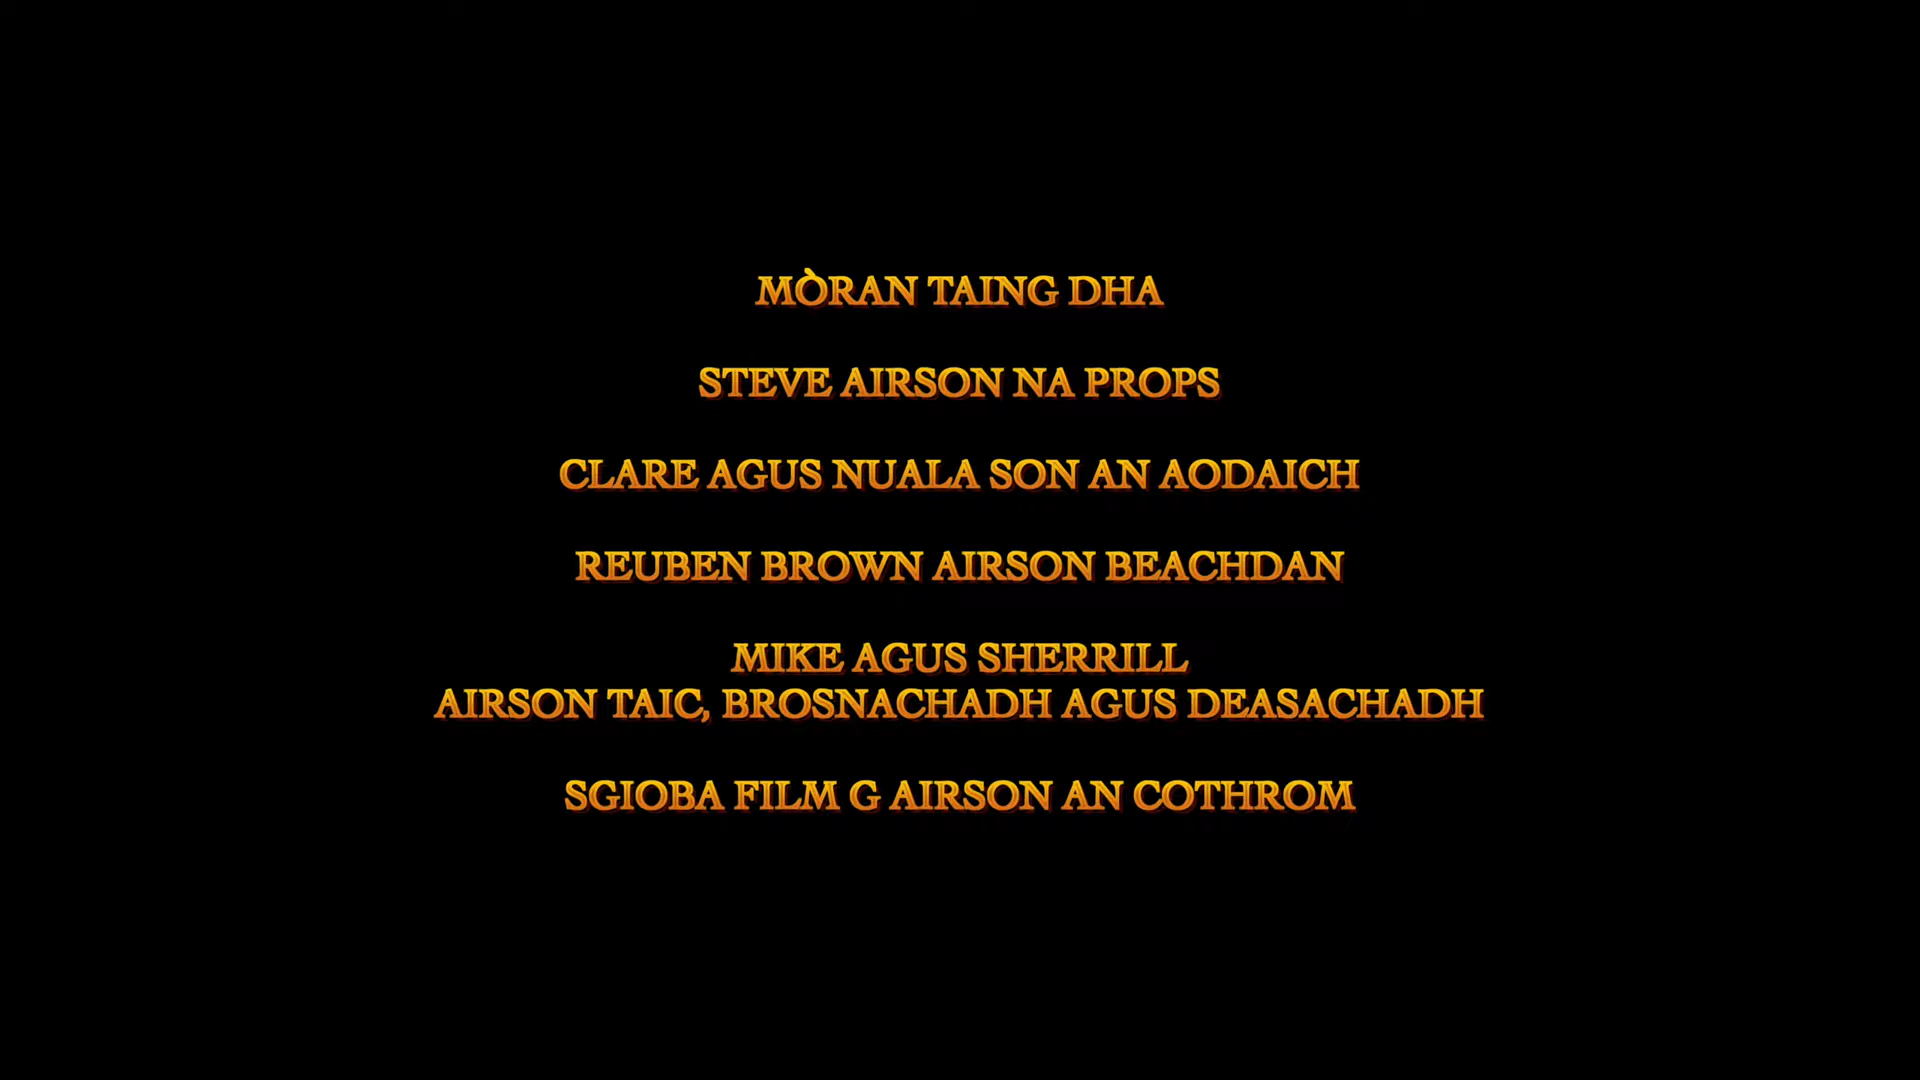 MÒRAN TAING DHA
STEVE AIRSON NA PROPS
CLARE AGUS NUALA SON AN AODAICH
REUBEN BROWN AIRSON BEACHDAN
MIKE AGUS SHERRILL
AIRSON TAIC, BROSNACHADH AGUS DEASACHADH
SGIOBA FILM G AIRSON AN COTHROM